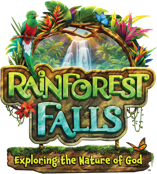 RAINFOREST
FALLS
Exploring the Nature of God